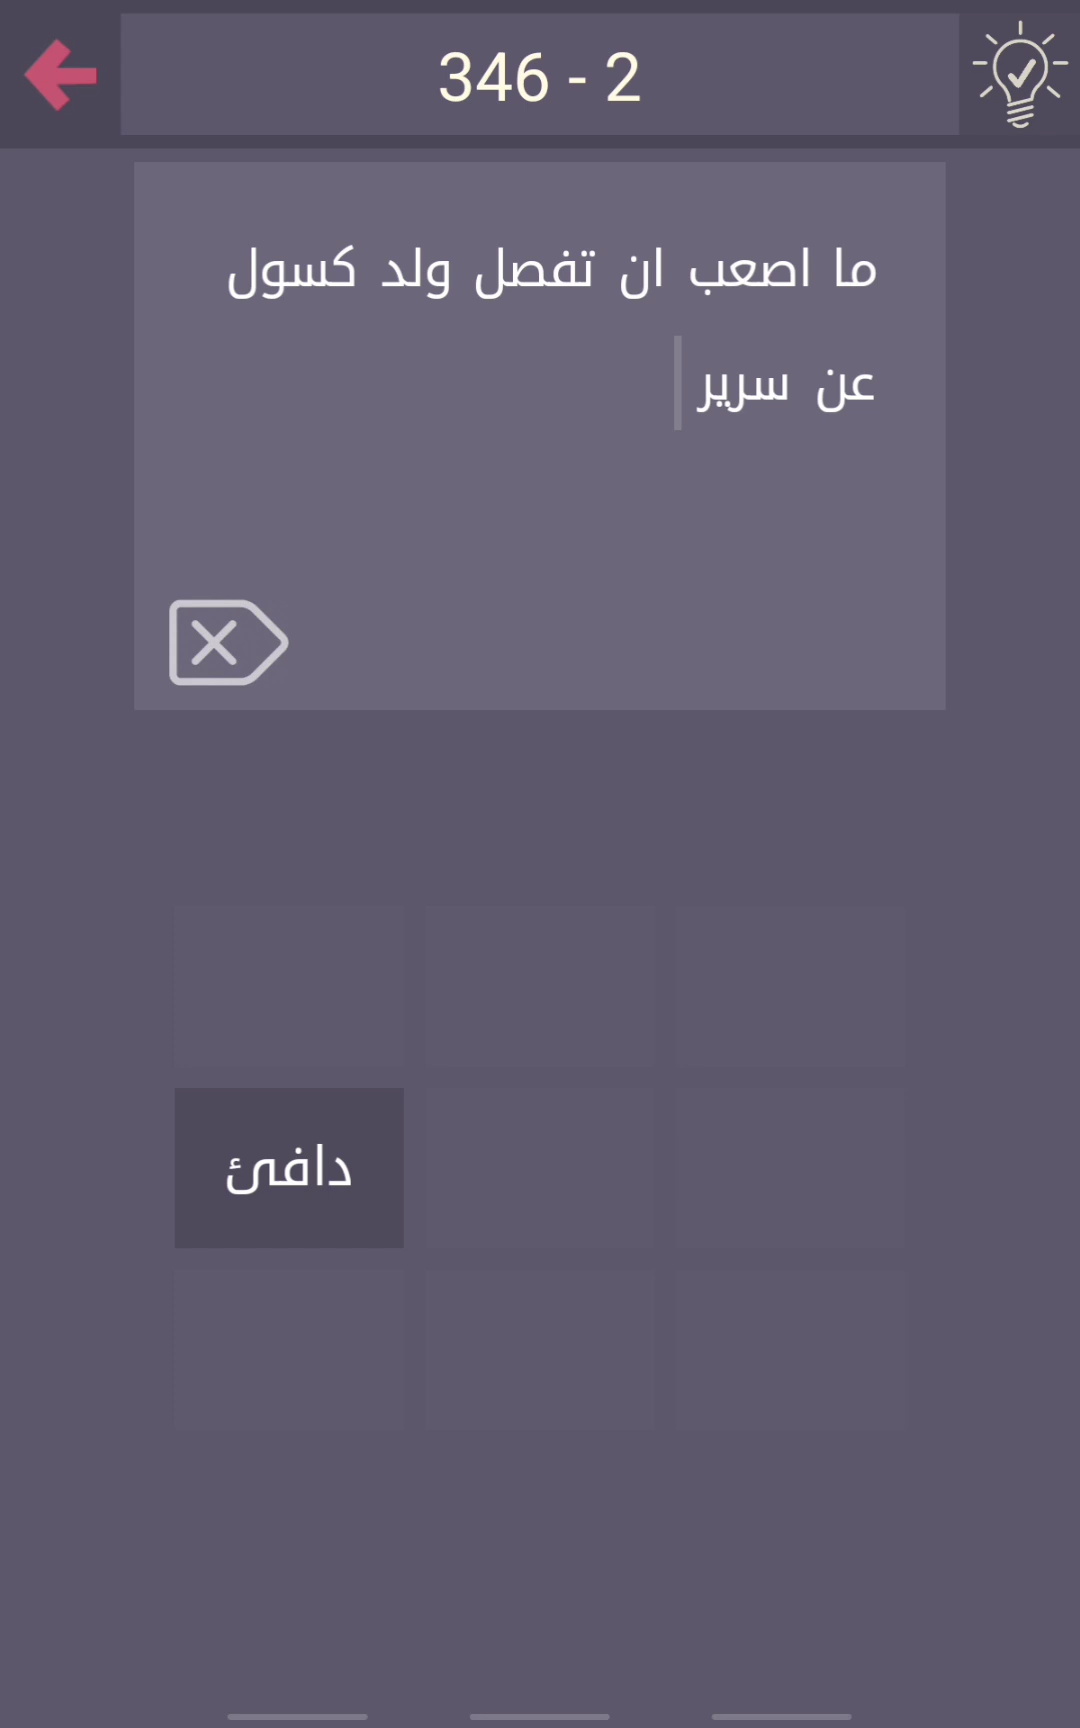 346 - 2
ما اصعب ان تفصل ولد كسول
عن سرير
دافئ